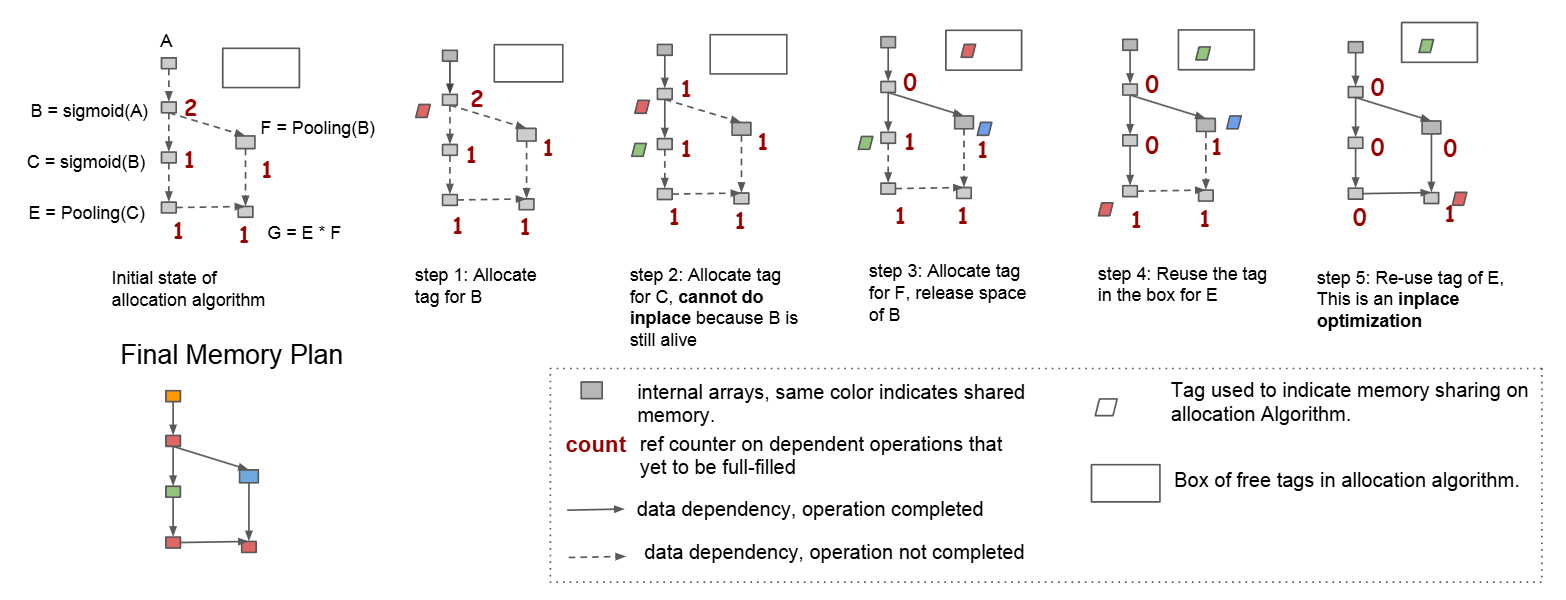 A
B = sigmoid(A)
2
F = Pooling(B)
C = sigmoid(B)
1
1
E = Pooling(C)
1
1
G = E * F
Initial state of
allocation algorithm
2
1
1
1
1
step 1: Allocate
tag for B
1
1
1
1
1
step 2: Allocate tag
for C, cannot do
inplace because B is
still alive
0
1
1
1
1
step 3: Allocate tag
for F, release space
of B
0
0
1
1
1
step 4: Reuse the tag
in the box for E
0
0
0
0
1
step 5: Re-use tag of E,
This is an inplace
optimization
Final Memory Plan
internal arrays, same color indicates shared
memory.
count ref counter on dependent operations that
yet to be full-filled
data dependency, operation completed
data dependency, operation not completed
Tag used to indicate memory sharing on
allocation Algorithm.
Box of free tags in allocation algorithm.